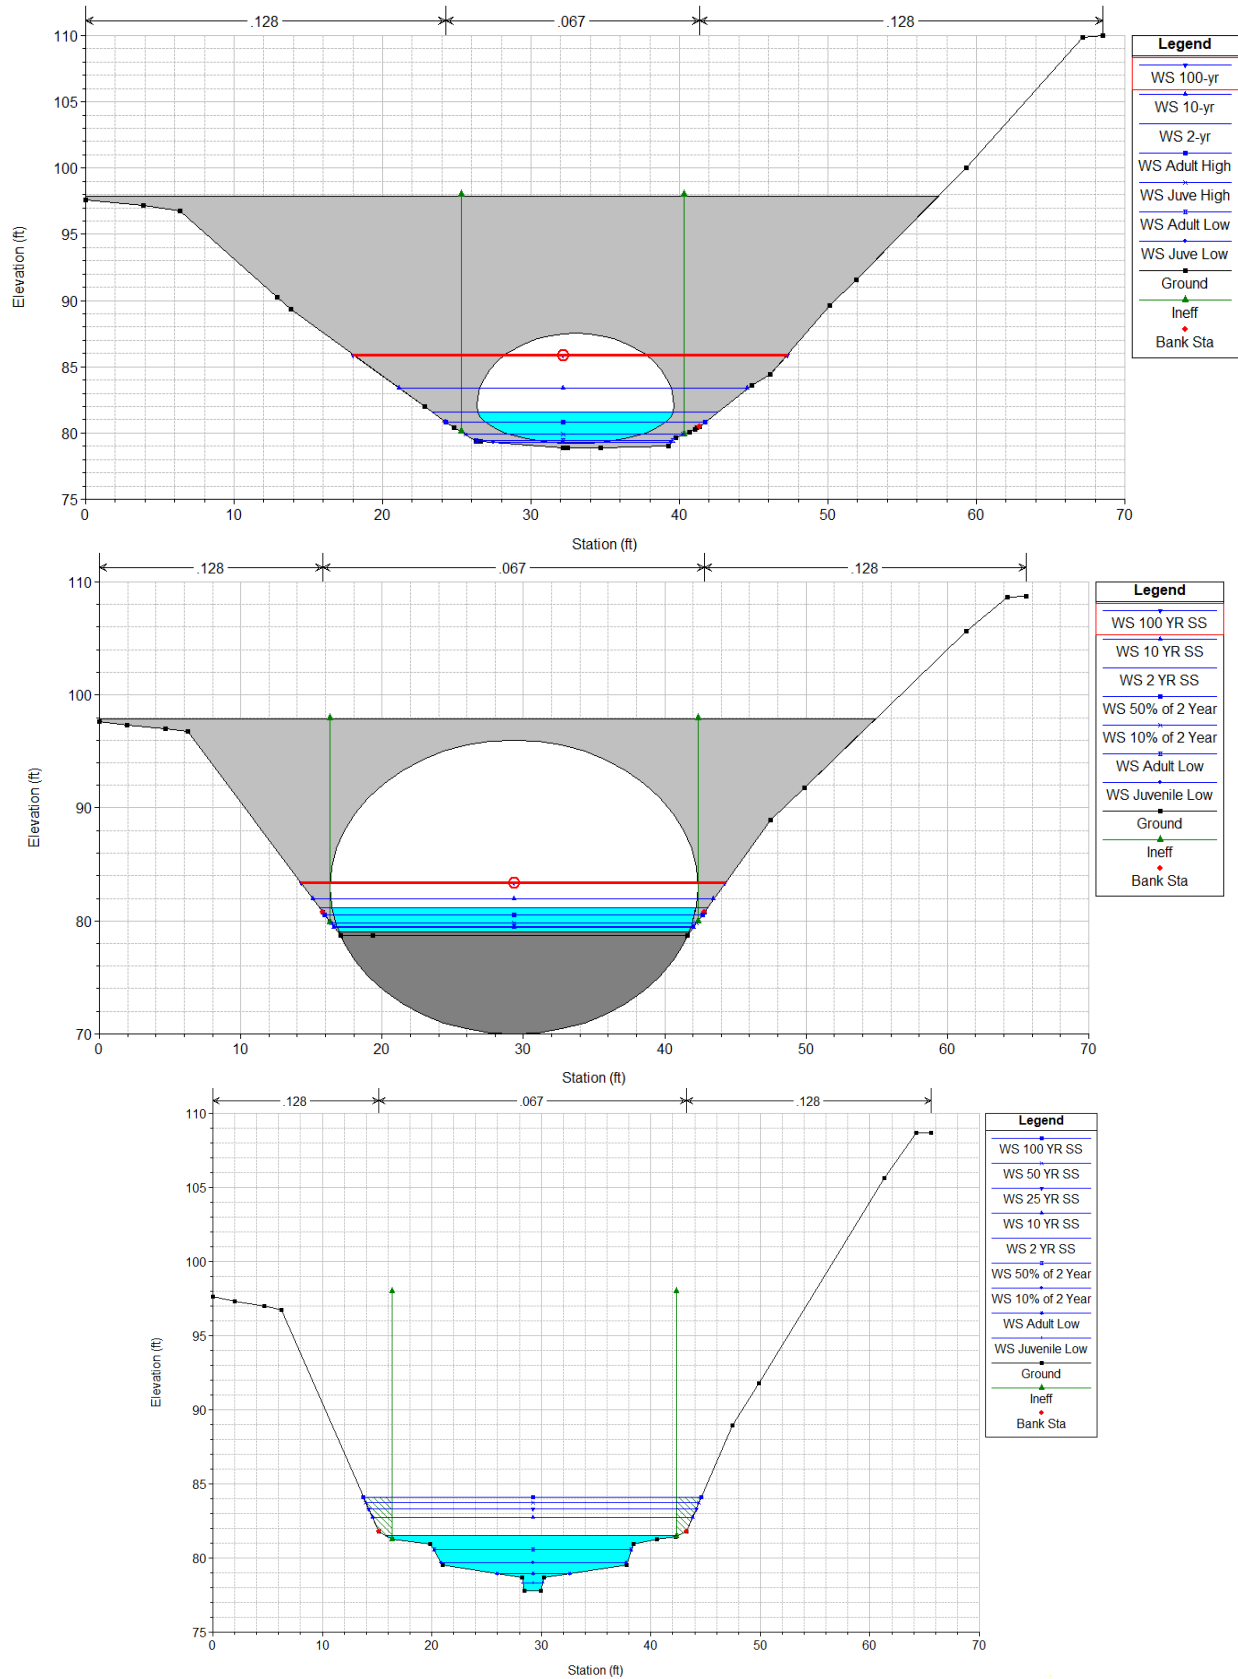 .128 .067 .128
110
105
100
95
90
85
80
75
0 10 20 30 40 50 60 70
Elevation (ft)
Station (ft)
Legend
WS 100-yr
WS 10-yr
WS 2-yr
WS Adult High
WS Juve High
WS Adult Low
WS Juve Low
Ground
Ineff
Bank Sta
.128 .067 .128
110
100
90
80
70
0 10 20 30 40 50 60 70
Elevation (ft)
Station (ft)
Legend
WS 100 YR SS
WS 10 YR SS
WS 2 YR SS
WS 50% of 2 Year
WS 10% of 2 Year
WS Adult Low
WS Juvenile Low
Ground
Ineff
Bank Sta
.128 .067 .128
110
105
100
95
90
85
80
75
0 10 20 30 40 50 60 70
Elevation (ft)
Station (ft)
Legend
WS 100 YR SS
WS 50 YR SS
WS 25 YR SS
WS 10 YR SS
WS 2 YR SS
WS 50% of 2 Year
WS 10% of 2 Year
WS Adult Low
WS Juvenile Low
Ground
Ineff
Bank Sta